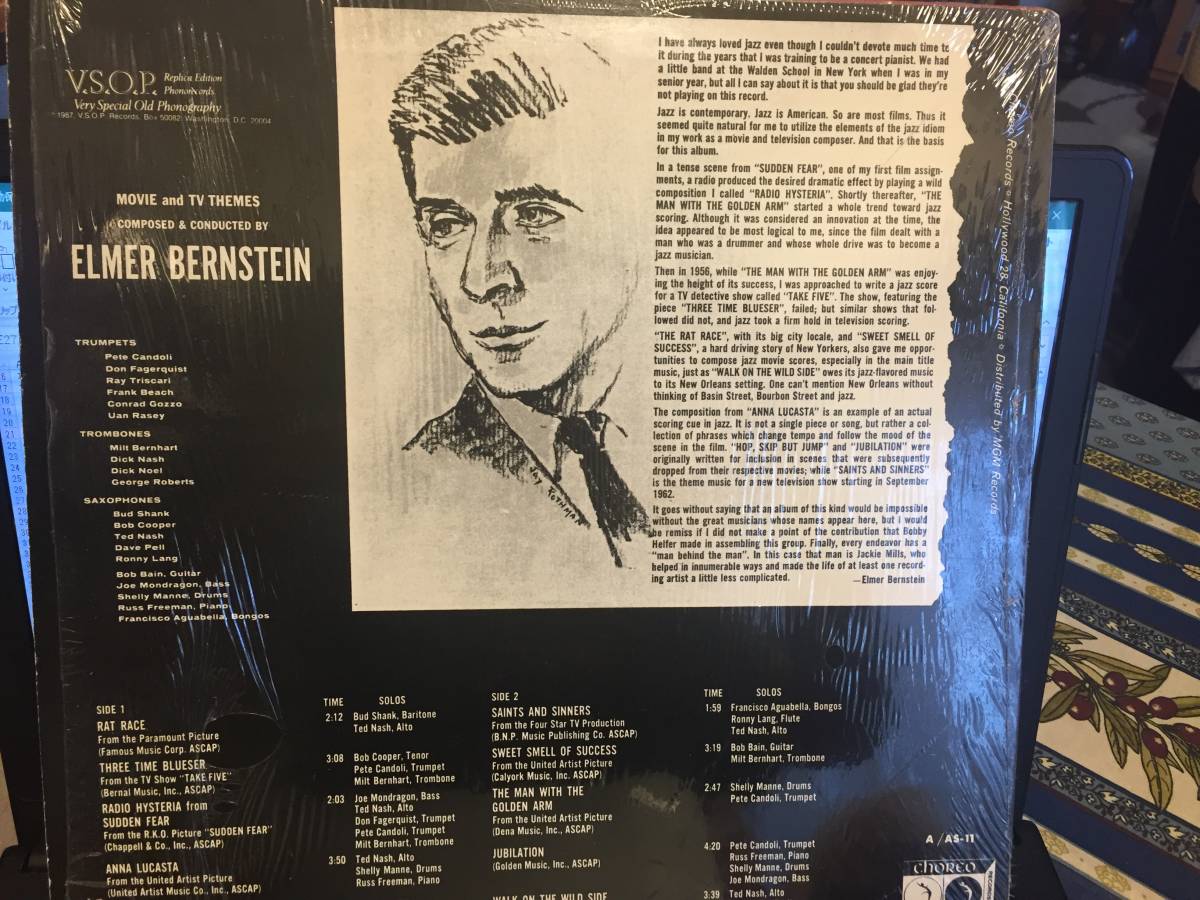 V.S.O.P. Replica Edition
PhonoRecords
Very Special Old Phonography
1987, V.S.O.P. Records, Box 50082, Washington, D.C. 20004
MOVIE and TV THEMES
COMPOSED & CONDUCTED BY
ELMER BERNSTEIN
TRUMPETS
Pete Candoli
Don Fagerquist
Ray Triscari
Frank Beach
Conrad Gozzo
Uan Rasey
TROMBONES
Milt Bernhart
Dick Nash
Dick Noel
George Roberts
SAXOPHONES
Bud Shank
Bob Cooper
Ted Nash
Dave Pell
Ronny Lang
Bob Bain, Guitar
Joe Mondragon, Bass
Shelly Manne, Drums
Russ Freeman, Piano
Francisco Aguabella, Bongos
I have always loved jazz even though I couldn't devote much time to
it during the years that I was training to be a concert pianist. We had
a little band at the Walden School in New York when I was in my
senior year, but all I can say about it is that you should be glad they're
not playing on this record.
Jazz is contemporary. Jazz is American. So are most films. Thus it
seemed quite natural for me to utilize the elements of the jazz idiom
in my work as a movie and television composer. And that is the basis
for this album.
In a tense scene from "SUDDEN FEAR", one of my first film assign-
ments, a radio produced the desired dramatic effect by playing a wild
composition I called "RADIO HYSTERIA". Shortly thereafter, "THE
MAN WITH THE GOLDEN ARM" started a whole trend toward jazz
scoring. Although it was considered an innovation at the time, the
idea appeared to be most logical to me, since the film dealt with a
man who was a drummer and whose whole drive was to become a
jazz musician.
Then in 1956, while "THE MAN WITH THE GOLDEN ARM" was enjoy-
ing the height of its success, I was approached to write a jazz score
for a TV detective show called "TAKE FIVE". The show, featuring the
piece "THREE TIME BLUESER", failed; but similar shows that fol-
lowed did not, and jazz took a firm hold in television scoring.
"THE RAT RACE", with its big city locale, and "SWEET SMELL OF
SUCCESS", a hard driving story of New Yorkers, also gave me oppor-
tunities to compose jazz movie scores, especially in the main title
music, just as "WALK ON THE WILD SIDE" owes its jazz-flavored music
to its New Orleans setting. One can't mention New Orleans without
thinking of Basin Street, Bourbon Street and jazz.
The composition from "ANNA LUCASTA" is an example of an actual
scoring cue in jazz. It is not a single piece or song, but rather a col-
lection of phrases which change tempo and follow the mood of the
scene in the film. "HOP, SKIP BUT JUMP" and "JUBILATION" were
originally written for inclusion in scenes that were subsequently
dropped from their respective movies; while "SAINTS AND SINNERS"
is the theme music for a new television show starting in September
1962.
It goes without saying that an album of this kind would be impossible
without the great musicians whose names appear here, but I would
be remiss if I did not make a point of the contribution that Bobby
Helfer made in assembling this group. Finally, every endeavor has a
"man behind the man". In this case that man is Jackie Mills, who
helped in innumerable ways and made the life of at least one record-
ing artist a little less complicated.
—Elmer Bernstein
Records • Hollywood 28, California • Distributed by MGM Records
SIDE 1
RAT RACE
From the Paramount Picture
(Famous Music Corp. ASCAP)
THREE TIME BLUESER
From the TV Show "TAKE FIVE"
(Bernal Music, Inc., ASCAP)
RADIO HYSTERIA from
SUDDEN FEAR
From the R.K.O. Picture "SUDDEN FEAR"
(Chappell & Co., Inc., ASCAP)
ANNA LUCASTA
From the United Artist Picture
(United Artist Music Co., Inc., ASCAP)
TIME SOLOS
2:12 Bud Shank, Baritone
Ted Nash, Alto
3:08 Bob Cooper, Tenor
Pete Candoli, Trumpet
Milt Bernhart, Trombone
2:03 Joe Mondragon, Bass
Ted Nash, Alto
Don Fagerquist, Trumpet
Pete Candoli, Trumpet
Milt Bernhart, Trombone
3:50 Ted Nash, Alto
Shelly Manne, Drums
Russ Freeman, Piano
SIDE 2
SAINTS AND SINNERS
From the Four Star TV Production
(B.N.P. Music Publishing Co. ASCAP)
SWEET SMELL OF SUCCESS
From the United Artist Picture
(Calyork Music, Inc. ASCAP)
THE MAN WITH THE
GOLDEN ARM
From the United Artist Picture
(Dena Music, Inc., ASCAP)
JUBILATION
(Golden Music, Inc., ASCAP)
WALK ON THE WILD SIDE
TIME SOLOS
1:59 Francisco Aguabella, Bongos
Ronny Lang, Flute
Ted Nash, Alto
3:19 Bob Bain, Guitar
Milt Bernhart, Trombone
2:47 Shelly Manne, Drums
Pete Candoli, Trumpet
4:20 Pete Candoli, Trumpet
Russ Freeman, Piano
Shelly Manne, Drums
Joe Mondragon, Bass
3:39 Ted Nash, Alto
A/AS-11
CHOREO